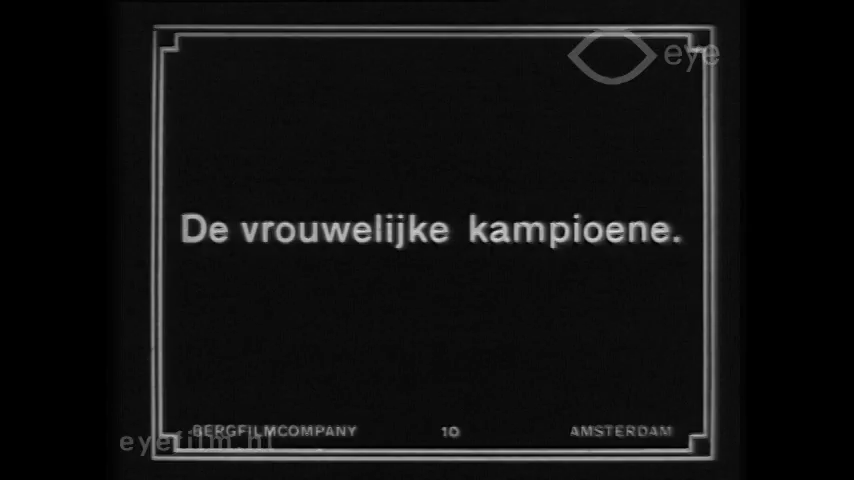 eye
De vrouwelijke kampioene.
BERGFILMCOMPANY 10 AMSTERDAM
eyefilm.nl